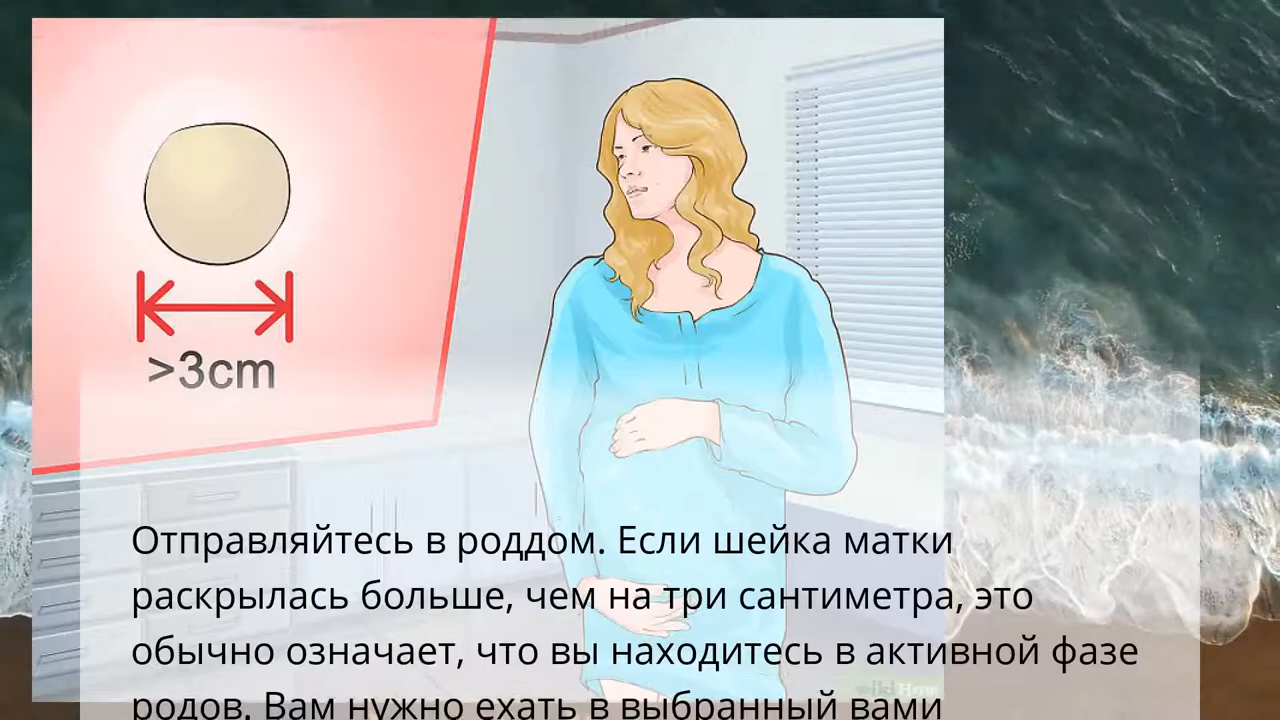 >3cm
Отправляйтесь в роддом. Если шейка матки
раскрылась больше, чем на три сантиметра, это
обычно означает, что вы находитесь в активной фазе
родов. Вам нужно ехать в выбранный вами
wikiHow